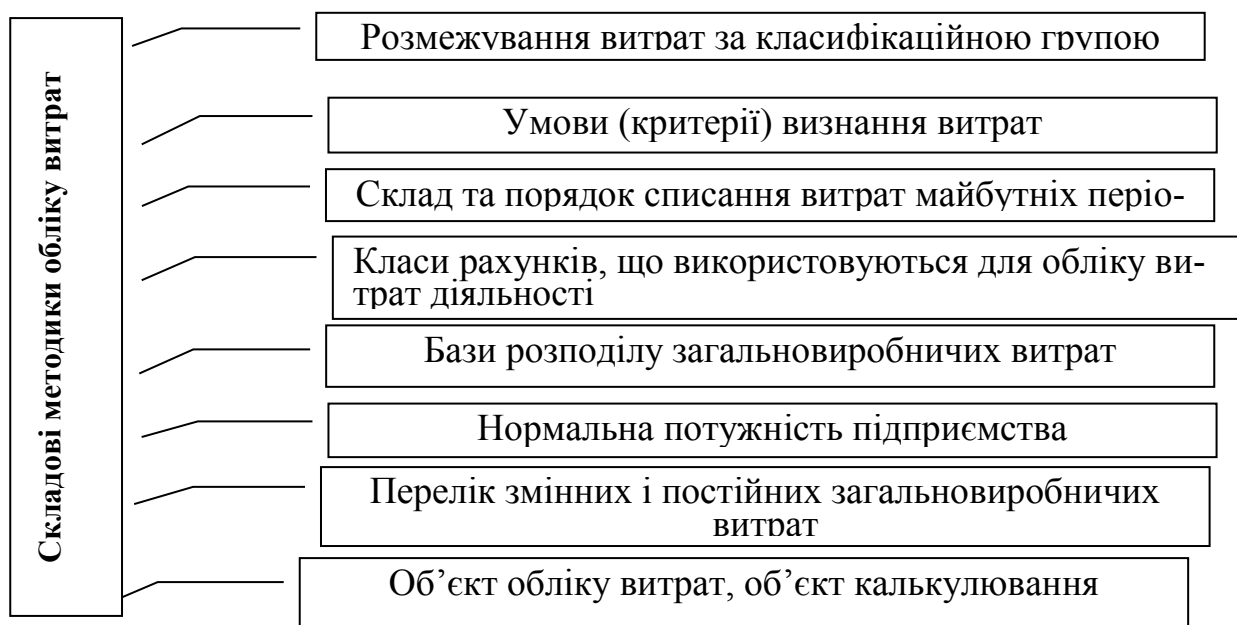 Складові методики обліку витрат
Розмежування витрат за класифікаційною групою
Умови (критерії) визнання витрат
Склад та порядок списання витрат майбутніх періо-
Класи рахунків, що використовуються для обліку ви-
трат діяльності
Бази розподілу загальновиробничих витрат
Нормальна потужність підприємства
Перелік змінних і постійних загальновиробничих
витрат
Об’єкт обліку витрат, об’єкт калькулювання